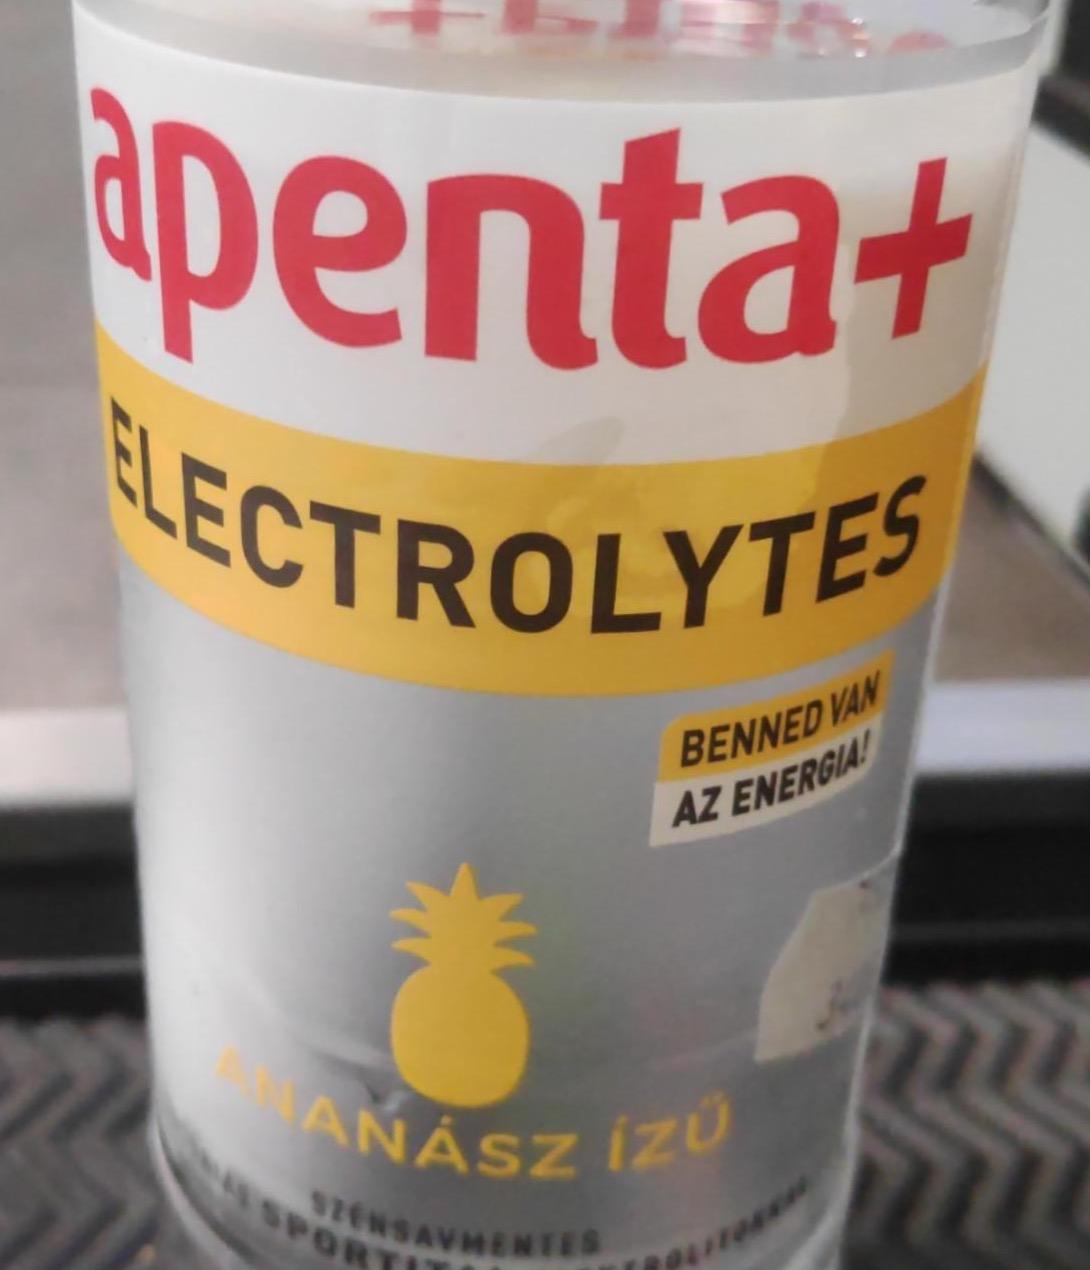 apenta+
ELECTROLYTES
BENNED VAN
AZ ENERGIA!
ANANÁSZ ÍZŰ
SZÉNSAVMENTES